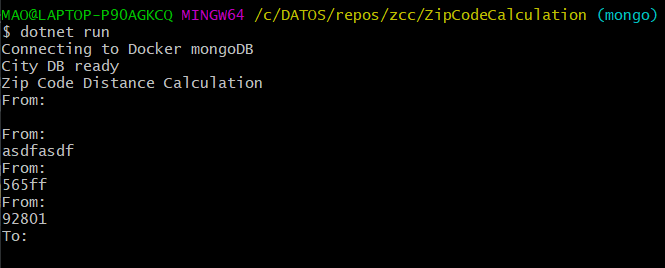 MAO@LAPTOP-P9OAGKCQ MINGW64 /c/DATOS/repos/zcc/ZipCodeCalculation (mongo)
$ dotnet run
Connecting to Docker mongoDB
City DB ready
Zip Code Distance Calculation
From:
From:
asdfasdf
From:
565ff
From:
92801
To: